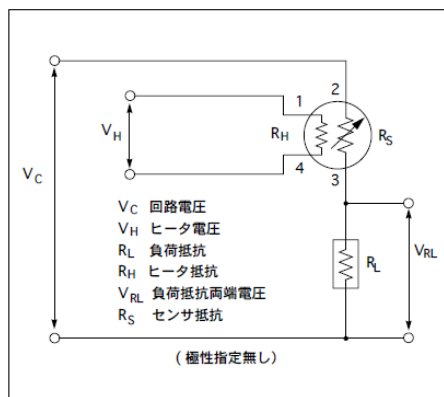 1
2
V_H
R_H
R_S
4
3
V_C
V_C 回路電圧
V_H ヒータ電圧
R_L 負荷抵抗
R_H ヒータ抵抗
V_RL 負荷抵抗両端電圧
R_S センサ抵抗
R_L
V_RL
(極性指定無し)